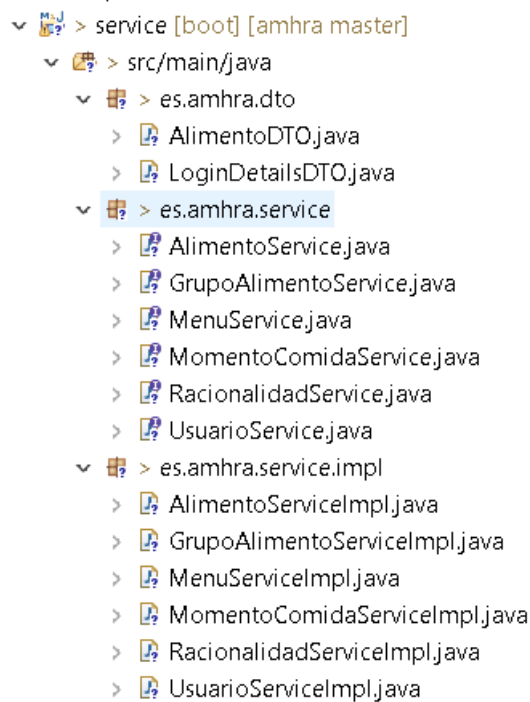 > service [boot] [amhra master]
> src/main/java
> es.amhra.dto
> AlimentoDTO.java
> LoginDetailsDTO.java
> es.amhra.service
> AlimentoService.java
> GrupoAlimentoService.java
> MenuService.java
> MomentoComidaService.java
> RacionalidadService.java
> UsuarioService.java
> es.amhra.service.impl
> AlimentoServiceImpl.java
> GrupoAlimentoServiceImpl.java
> MenuServiceImpl.java
> MomentoComidaServiceImpl.java
> RacionalidadServiceImpl.java
> UsuarioServiceImpl.java